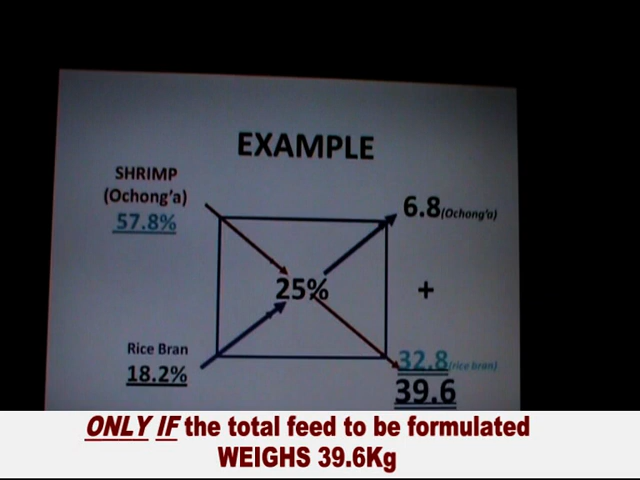 EXAMPLE
SHRIMP
(Ochong'a)
57.8%
6.8(Ochong'a)
25%
+
Rice Bran
18.2%
32.8(rice bran)
39.6
ONLY IF the total feed to be formulated
WEIGHS 39.6Kg